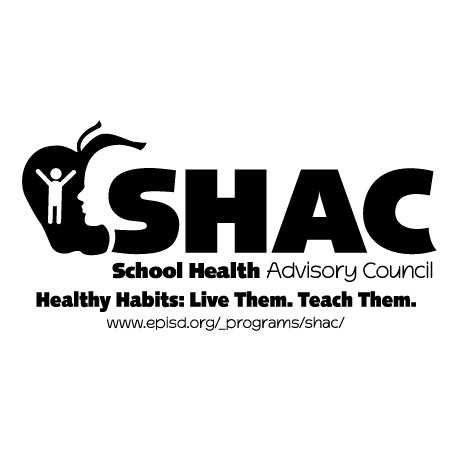 SHAC
School Health Advisory Council
Healthy Habits: Live Them. Teach Them.
www.episd.org/_programs/shac/